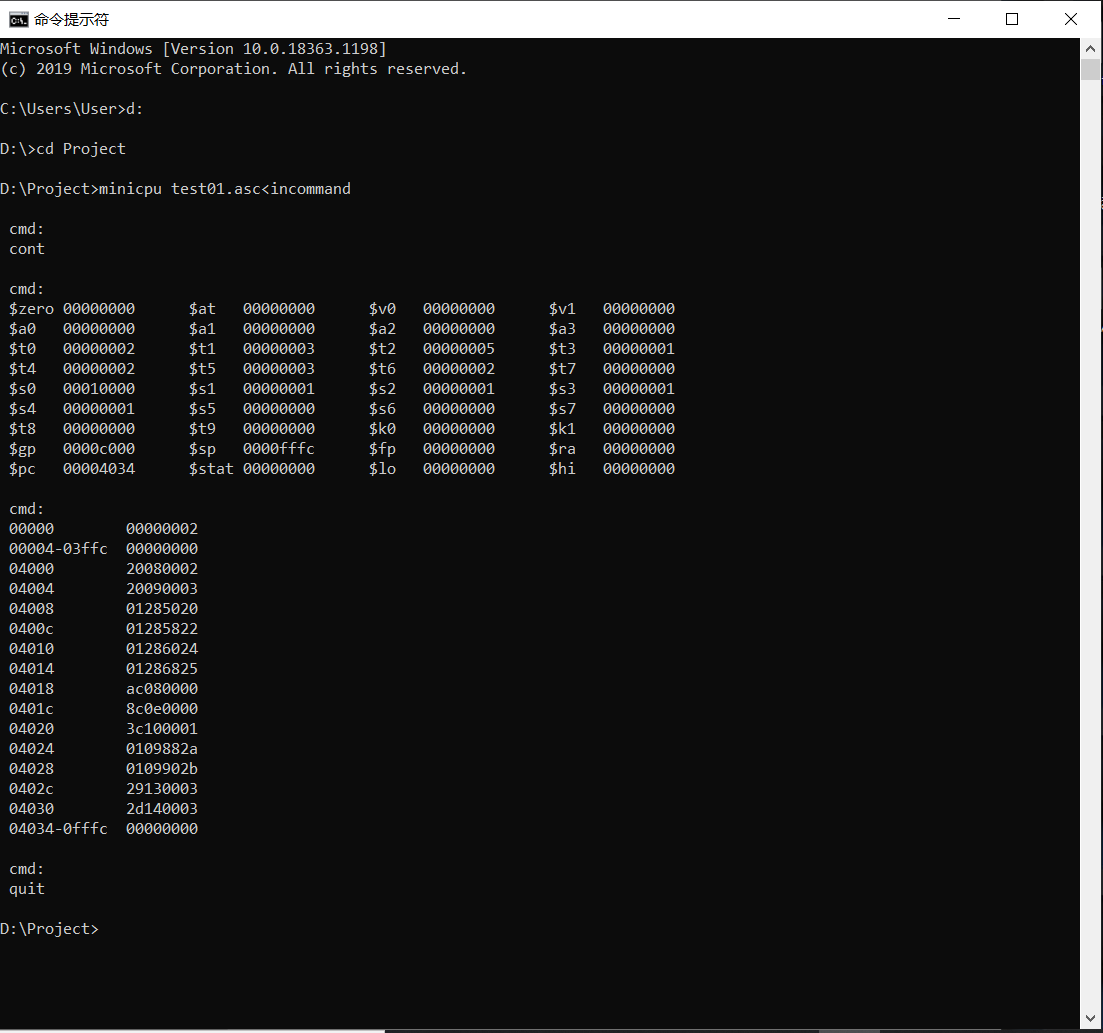 命令提示符
Microsoft Windows [Version 10.0.18363.1198]
(c) 2019 Microsoft Corporation. All rights reserved.
C:\Users\User>d:
D:\>cd Project
D:\Project>minicpu test01.asc<incommand
cmd:
cont
cmd:
$zero 00000000 $at 00000000 $v0 00000000 $v1 00000000
$a0 00000000 $a1 00000000 $a2 00000000 $a3 00000000
$t0 00000002 $t1 00000003 $t2 00000005 $t3 00000001
$t4 00000002 $t5 00000003 $t6 00000002 $t7 00000000
$s0 00010000 $s1 00000001 $s2 00000001 $s3 00000001
$s4 00000001 $s5 00000000 $s6 00000000 $s7 00000000
$t8 00000000 $t9 00000000 $k0 00000000 $k1 00000000
$gp 0000c000 $sp 0000fffc $fp 00000000 $ra 00000000
$pc 00004034 $stat 00000000 $lo 00000000 $hi 00000000
cmd:
00000 00000002
00004-03ffc 00000000
04000 20080002
04004 20090003
04008 01285020
0400c 01285822
04010 01286024
04014 01286825
04018 ac080000
0401c 8c0e0000
04020 3c100001
04024 0109882a
04028 0109902b
0402c 29130003
04030 2d140003
04034-0fffc 00000000
cmd:
quit
D:\Project>